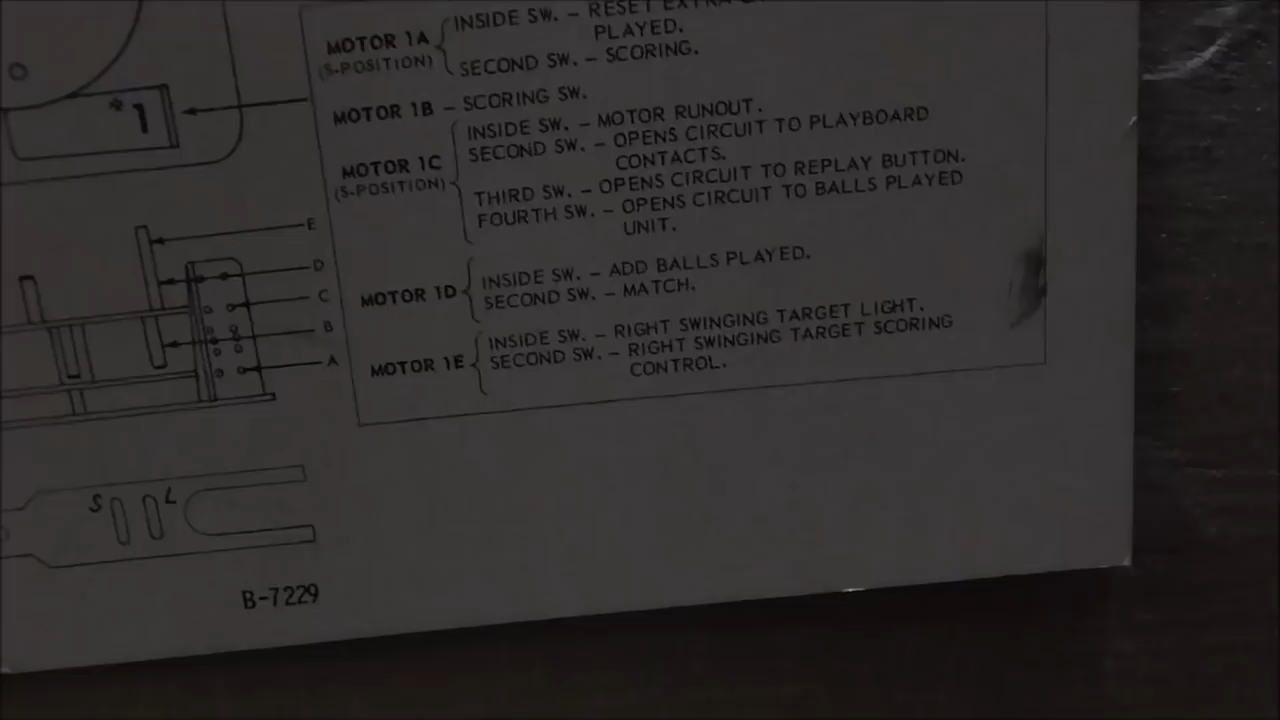 MOTOR 1A
(S-POSITION)
INSIDE SW. – RESET
PLAYED.
SECOND SW. – SCORING.
*1
MOTOR 1B – SCORING SW.
MOTOR 1C
(S-POSITION)
INSIDE SW. – MOTOR RUNOUT.
SECOND SW. – OPENS CIRCUIT TO PLAYBOARD
CONTACTS.
THIRD SW. – OPENS CIRCUIT TO REPLAY BUTTON.
FOURTH SW. – OPENS CIRCUIT TO BALLS PLAYED
UNIT.
E
D
C
B
A
MOTOR 1D
INSIDE SW. – ADD BALLS PLAYED.
SECOND SW. – MATCH.
MOTOR 1E
INSIDE SW. – RIGHT SWINGING TARGET LIGHT.
SECOND SW. – RIGHT SWINGING TARGET SCORING
CONTROL.
S L
B-7229